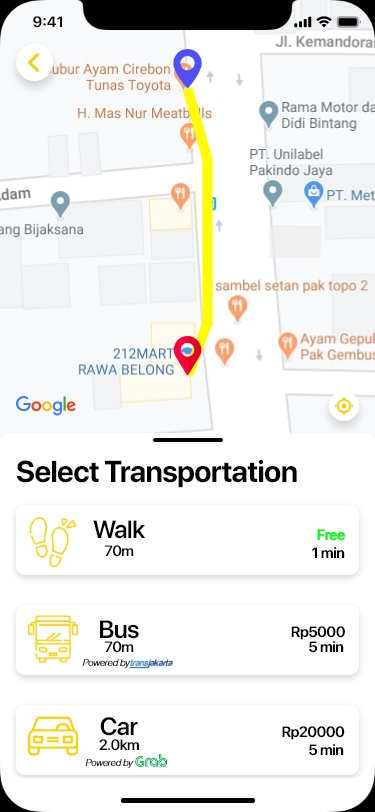 9:41
Jl. Kemandoran
ubur Ayam Cirebon
Tunas Toyota
H. Mas Nur Meatballs
Rama Motor da
Didi Bintang
PT. Unilabel
Pakindo Jaya
PT. Met
dam
ang Bijaksana
sambel setan pak topo 2
212MART
RAWA BELONG
Ayam Gepuk
Pak Gembus
Google
Select Transportation
Walk
70m
Free
1 min
Bus
70m
Powered by transjakarta
Rp5000
5 min
Car
2.0km
Powered by Grab
Rp20000
5 min